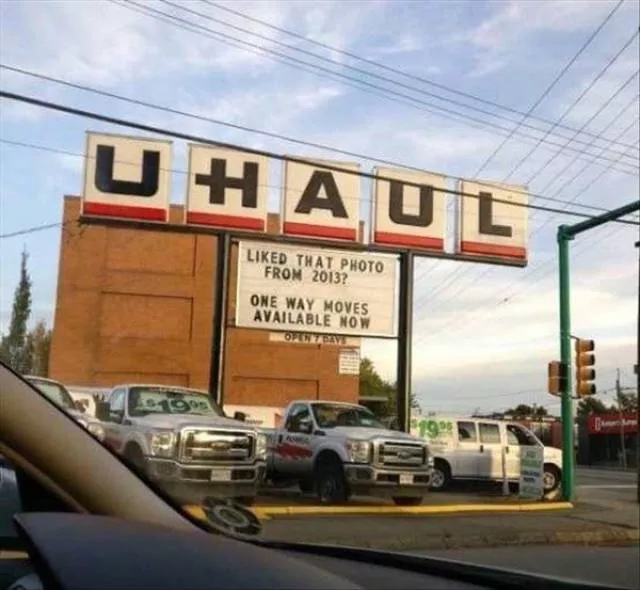 UHAUL
LIKED THAT PHOTO
FROM 2013?
ONE WAY MOVES
AVAILABLE NOW
OPEN 7 DAYS
$19.95
$19.95